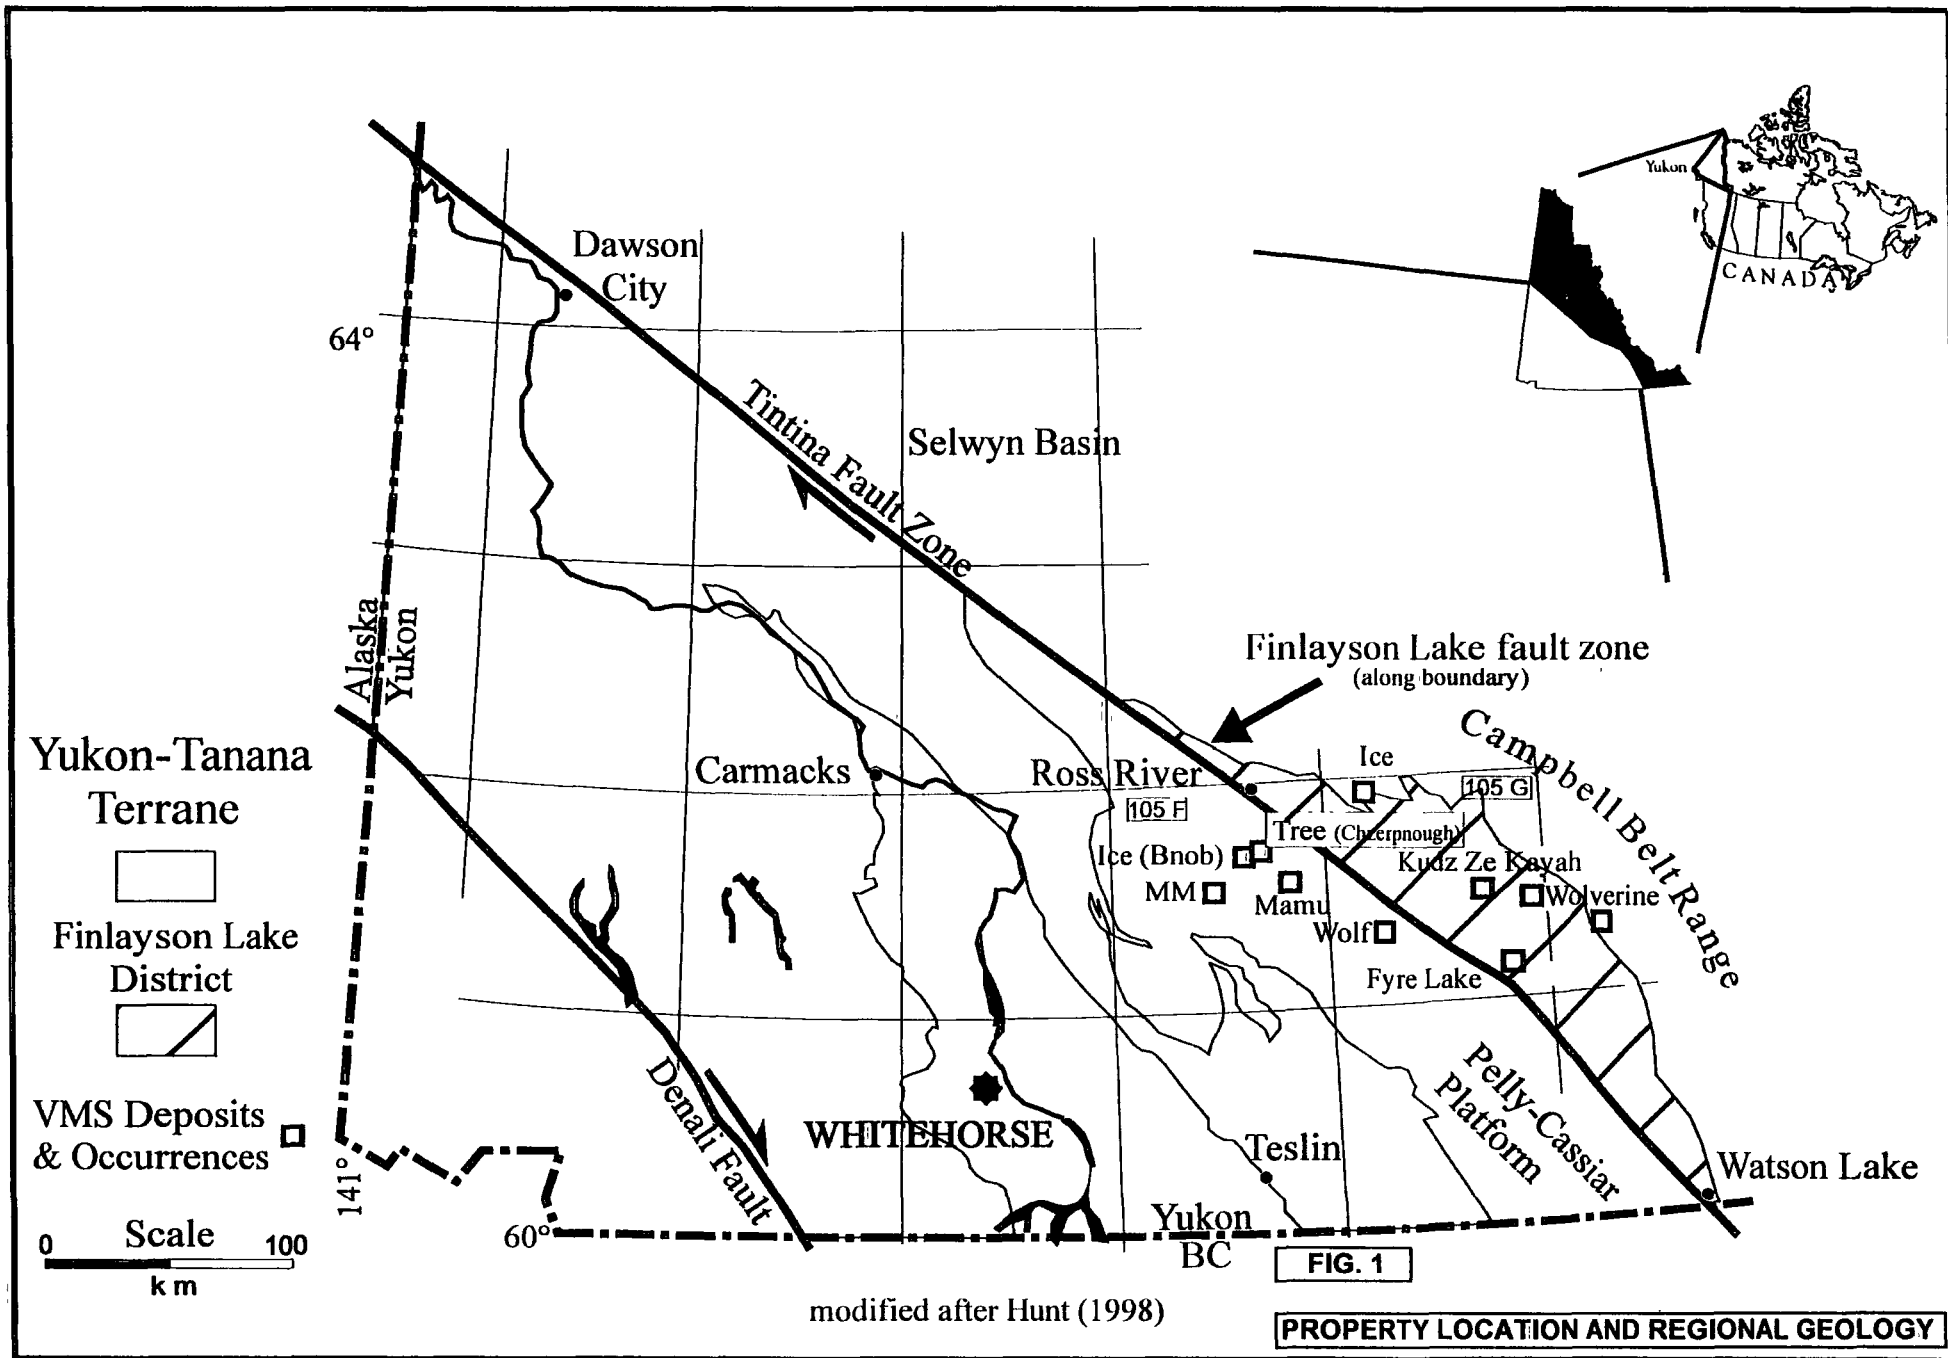 Yukon
CANADA
Dawson
City
64°
Tintina Fault Zone
Selwyn Basin
Alaska
Yukon
Finlayson Lake fault zone
(along boundary)
Campbell Belt Range
Yukon-Tanana
Terrane
Carmacks
Ross River
Ice
105 G
105 F
Tree
Ice (Bnob)
Kudz Ze Kayah
MM
Mamu
Wolverine
Wolf
Fyre Lake
Finlayson Lake
District
VMS Deposits
& Occurrences
Denali Fault
WHITEHORSE
Teslin
Pelly-Cassiar
Platform
Watson Lake
141°
60°
Yukon
BC
Scale
0 100
km
FIG. 1
modified after Hunt (1998)
PROPERTY LOCATION AND REGIONAL GEOLOGY